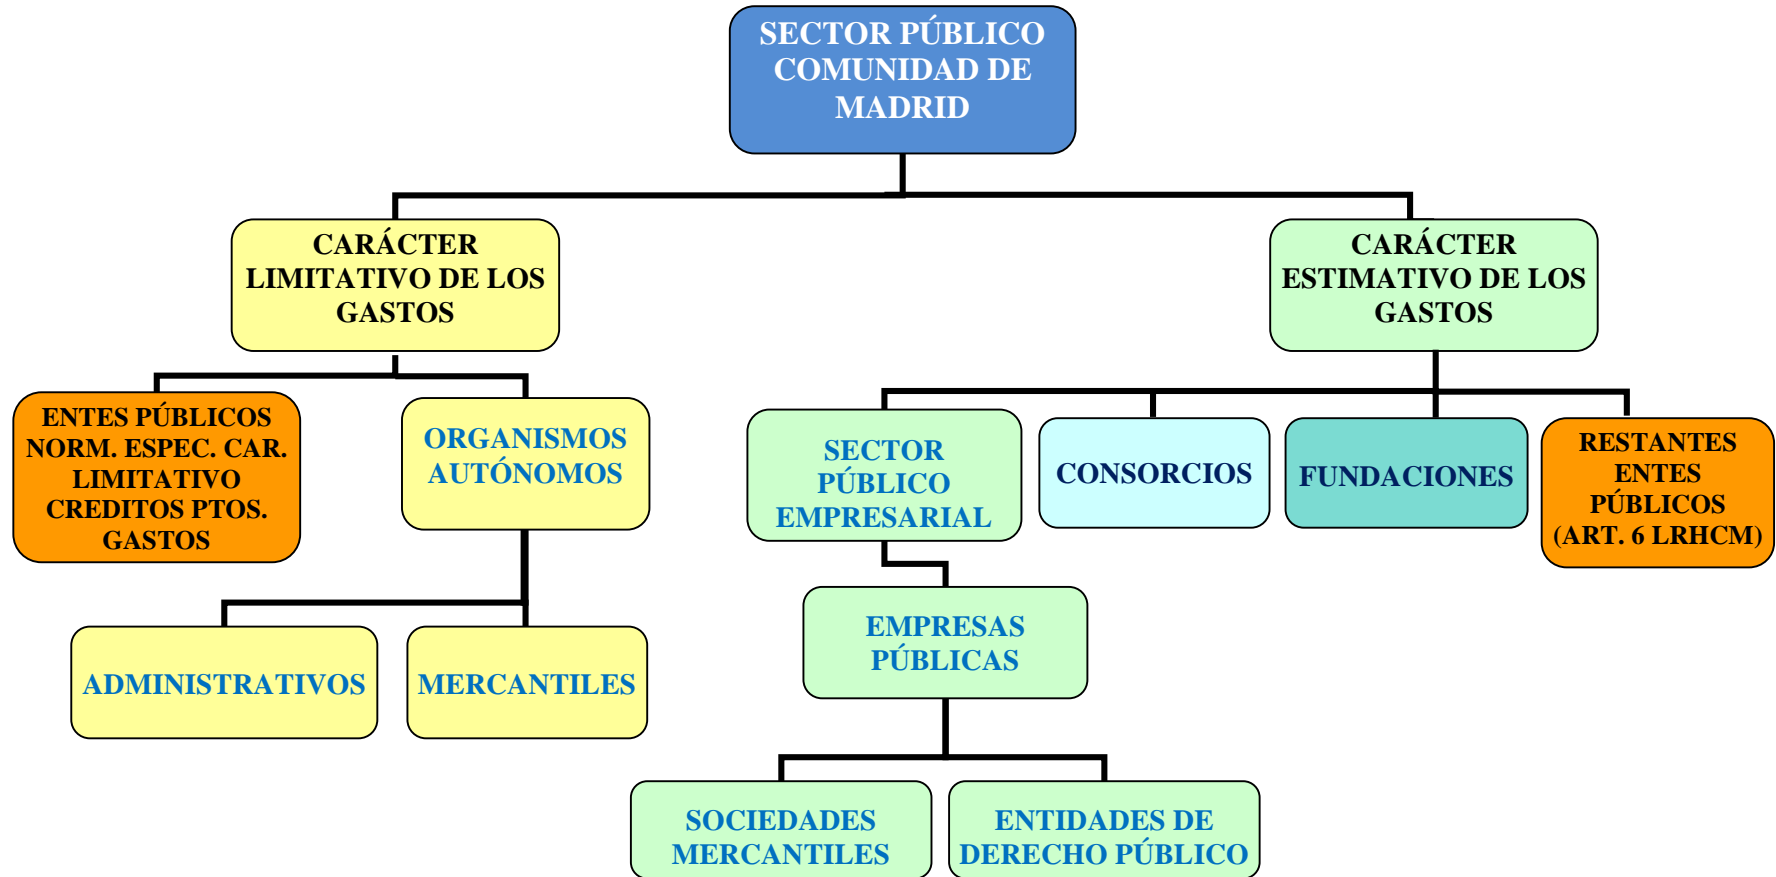 SECTOR PÚBLICO
COMUNIDAD DE
MADRID
CARÁCTER
LIMITATIVO DE LOS
GASTOS
CARÁCTER
ESTIMATIVO DE LOS
GASTOS
ENTES PÚBLICOS
NORM. ESPEC. CAR.
LIMITATIVO
CREDITOS PTOS.
GASTOS
ORGANISMOS
AUTÓNOMOS
SECTOR
PÚBLICO
EMPRESARIAL
CONSORCIOS
FUNDACIONES
RESTANTES
ENTES
PÚBLICOS
(ART. 6 LRHCM)
ADMINISTRATIVOS
MERCANTILES
EMPRESAS
PÚBLICAS
SOCIEDADES
MERCANTILES
ENTIDADES DE
DERECHO PÚBLICO